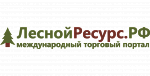 ЛеснойРесурс.РФ
международный торговый портал